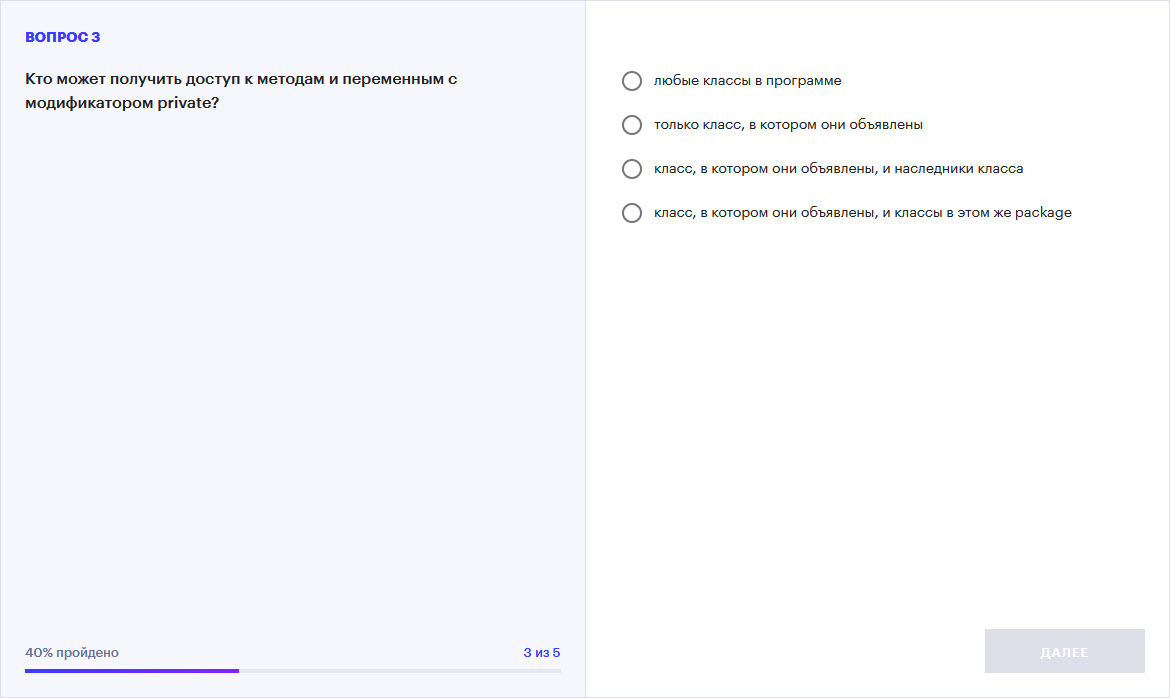 ВОПРОС 3
Кто может получить доступ к методам и переменным с
модификатором private?
любые классы в программе
только класс, в котором они объявлены
класс, в котором они объявлены, и наследники класса
класс, в котором они объявлены, и классы в этом же package
40% пройдено
3 из 5
ДАЛЕЕ